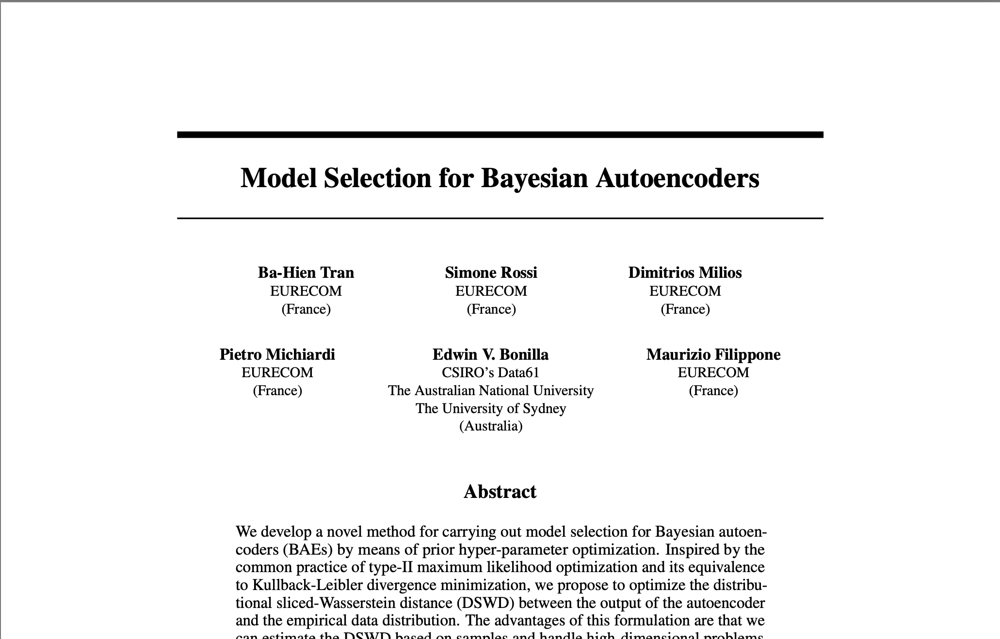 Model Selection for Bayesian Autoencoders
Ba-Hien Tran
EURECOM
(France)
Simone Rossi
EURECOM
(France)
Dimitrios Milios
EURECOM
(France)
Pietro Michiardi
EURECOM
(France)
Edwin V. Bonilla
CSIRO's Data61
The Australian National University
The University of Sydney
(Australia)
Maurizio Filippone
EURECOM
(France)
Abstract
We develop a novel method for carrying out model selection for Bayesian autoen-
coders (BAEs) by means of prior hyper-parameter optimization. Inspired by the
common practice of type-II maximum likelihood optimization and its equivalence
to Kullback-Leibler divergence minimization, we propose to optimize the distribu-
tional sliced-Wasserstein distance (DSWD) between the output of the autoencoder
and the empirical data distribution. The advantages of this formulation are that we
can estimate the DSWD based on samples and handle high-dimensional problems.